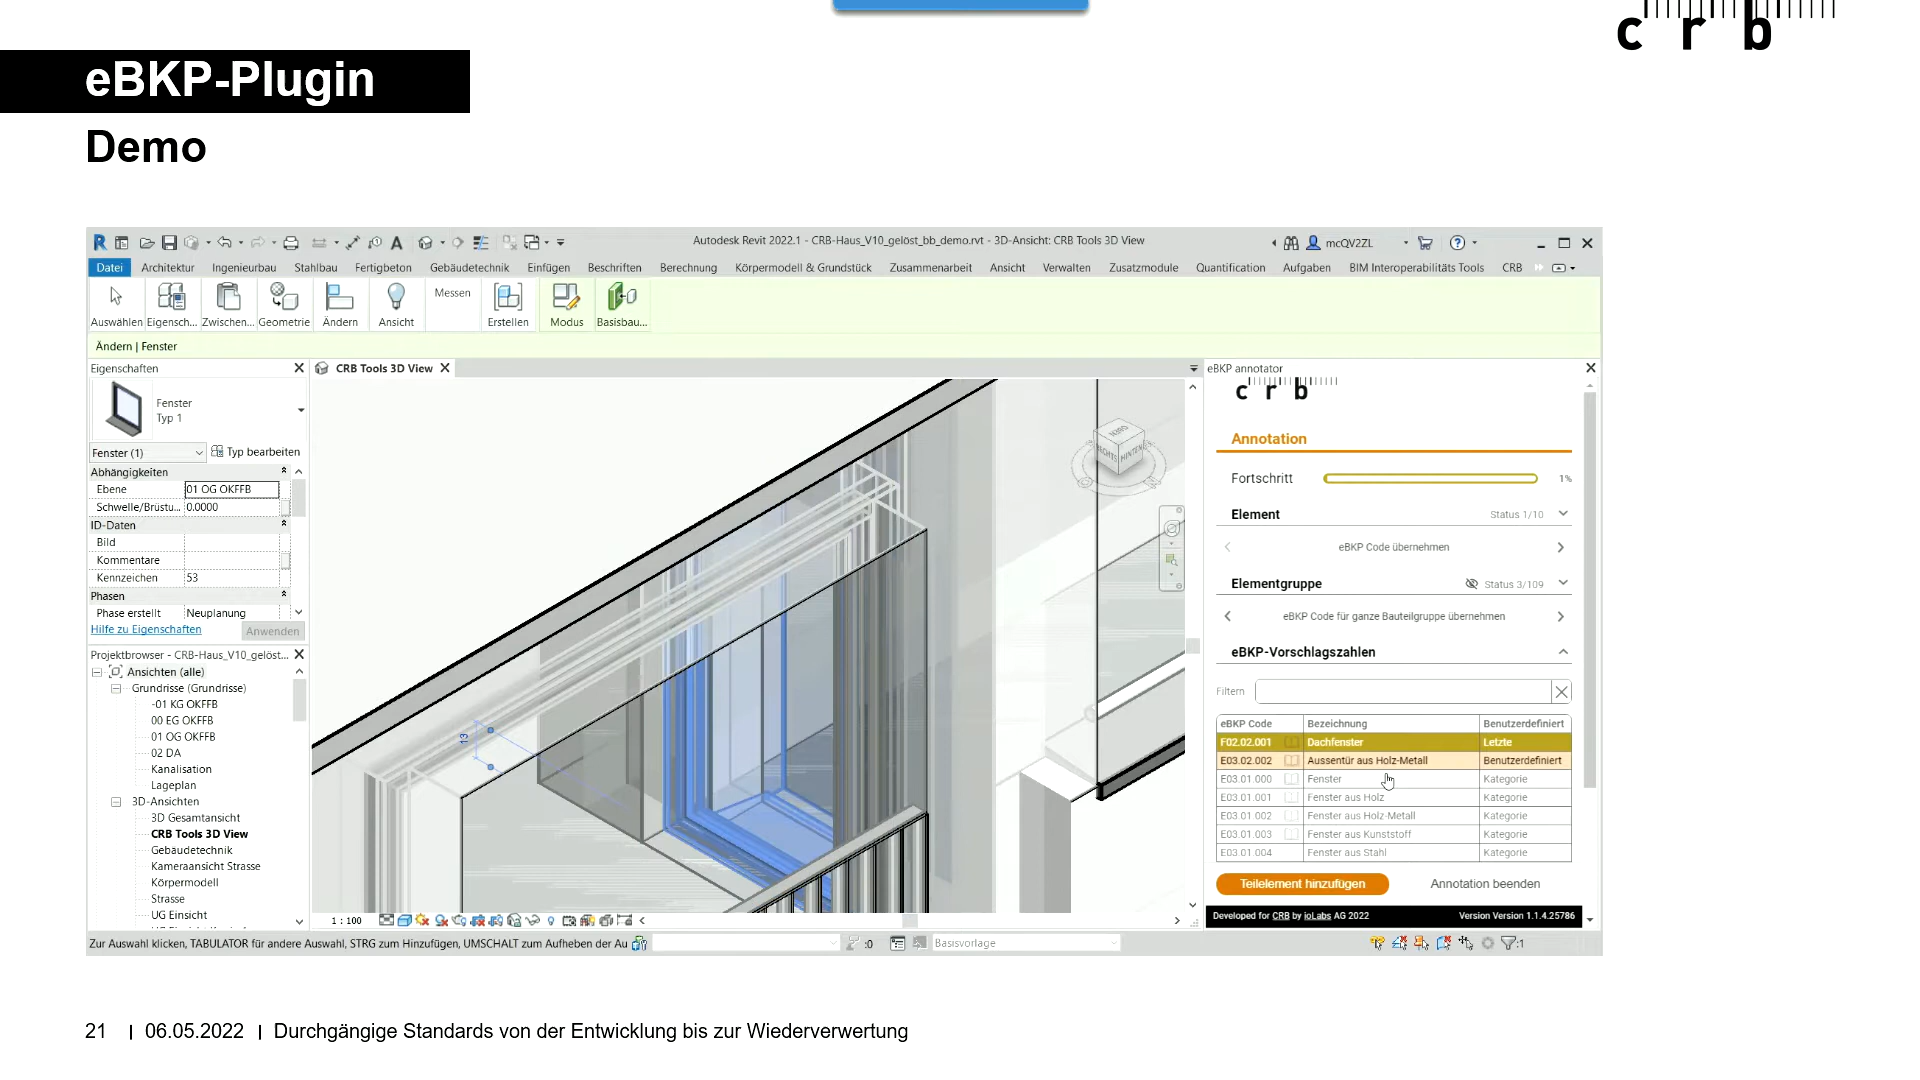 c r b
eBKP-Plugin
Demo
Autodesk Revit 2022.1 - CRB-Haus_V10_gelöst_bb_demo.rvt - 3D-Ansicht: CRB Tools 3D View
mcQV2ZL
Datei Architektur Ingenieurbau Stahlbau Fertigbeton Gebäudetechnik Einfügen Beschriften Berechnung Körpermodell & Grundstück Zusammenarbeit Ansicht Verwalten Zusatzmodule Quantification Aufgaben BIM Interoperabilitäts Tools CRB
Messen
Auswählen Eigensch... Zwischen... Geometrie Ändern Ansicht Erstellen Modus Basisbau...
Ändern | Fenster
Eigenschaften
Fenster
Typ 1
Fenster (1) Typ bearbeiten
Abhängigkeiten
Ebene 01 OG OKFFB
Schwelle/Brüstu... 0.0000
ID-Daten
Bild
Kommentare
Kennzeichen 53
Phasen
Phase erstellt Neuplanung
Hilfe zu Eigenschaften Anwenden
Projektbrowser - CRB-Haus_V10_gelöst...
Ansichten (alle)
Grundrisse (Grundrisse)
-01 KG OKFFB
00 EG OKFFB
01 OG OKFFB
02 DA
Kanalisation
Lageplan
3D-Ansichten
3D Gesamtansicht
CRB Tools 3D View
Gebäudetechnik
Kameraansicht Strasse
Körpermodell
Strasse
UG Einsicht
CRB Tools 3D View
OBEN
RECHTS HINTEN
13
1 : 100
eBKP annotator
c r b
Annotation
Fortschritt 1%
Element Status 1/10
eBKP Code übernehmen
Elementgruppe Status 3/109
eBKP Code für ganze Bauteilgruppe übernehmen
eBKP-Vorschlagszahlen
Filtern
eBKP Code Bezeichnung Benutzerdefiniert
F02.02.001 Dachfenster Letzte
E03.02.002 Aussentür aus Holz-Metall Benutzerdefiniert
E03.01.000 Fenster Kategorie
E03.01.001 Fenster aus Holz Kategorie
E03.01.002 Fenster aus Holz-Metall Kategorie
E03.01.003 Fenster aus Kunststoff Kategorie
E03.01.004 Fenster aus Stahl Kategorie
Teilelement hinzufügen Annotation beenden
Developed for CRB by ioLabs AG 2022 Version Version 1.1.4.25786
Zur Auswahl klicken, TABULATOR für andere Auswahl, STRG zum Hinzufügen, UMSCHALT zum Aufheben der Au :0 Basisvorlage :1
21 | 06.05.2022 | Durchgängige Standards von der Entwicklung bis zur Wiederverwertung